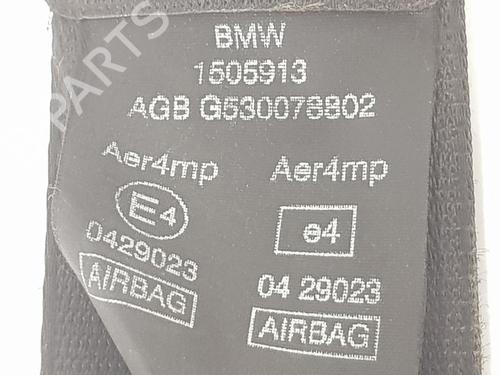 BMW
1505913
AGB G530076802
Aer4mp Aer4mp
E4 e4
0429023 04 29023
AIRBAG AIRBAG
PARTS